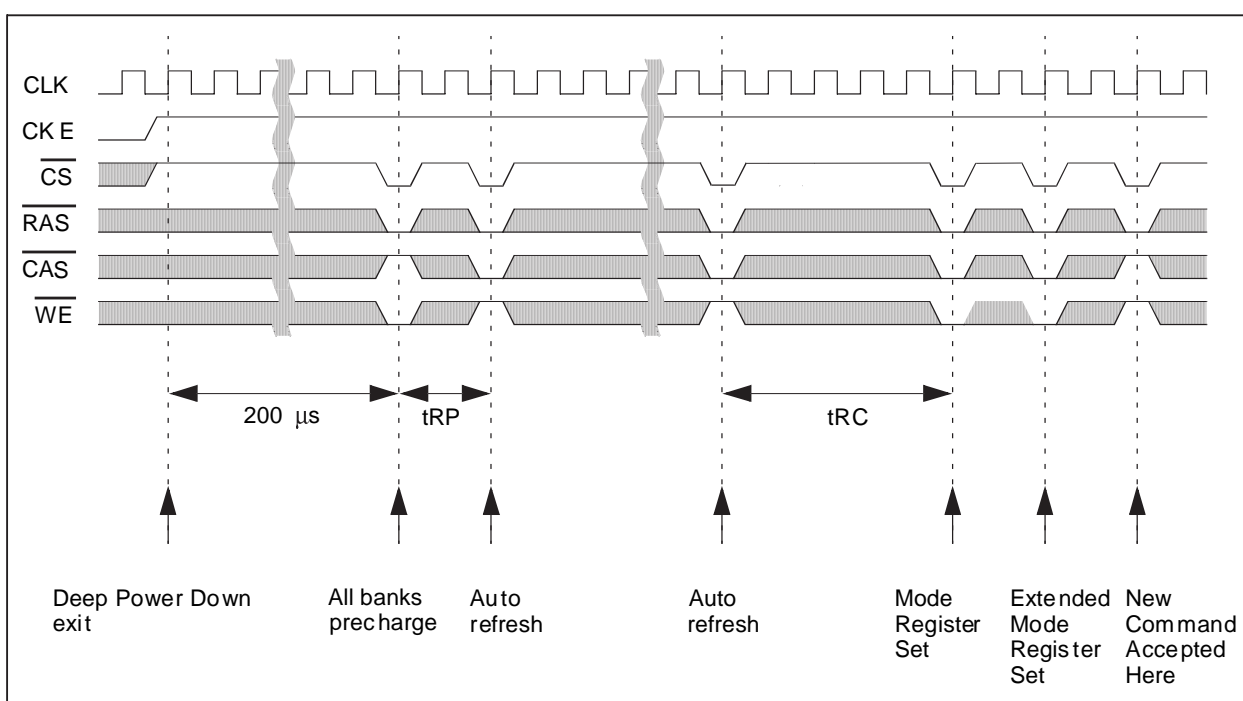 CLK
CKE
CS
RAS
CAS
WE
200 μs
tRP
tRC
Deep Power Down
exit
All banks
precharge
Auto
refresh
Auto
refresh
Mode
Register
Set
Extended
Mode
Register
Set
New
Command
Accepted
Here